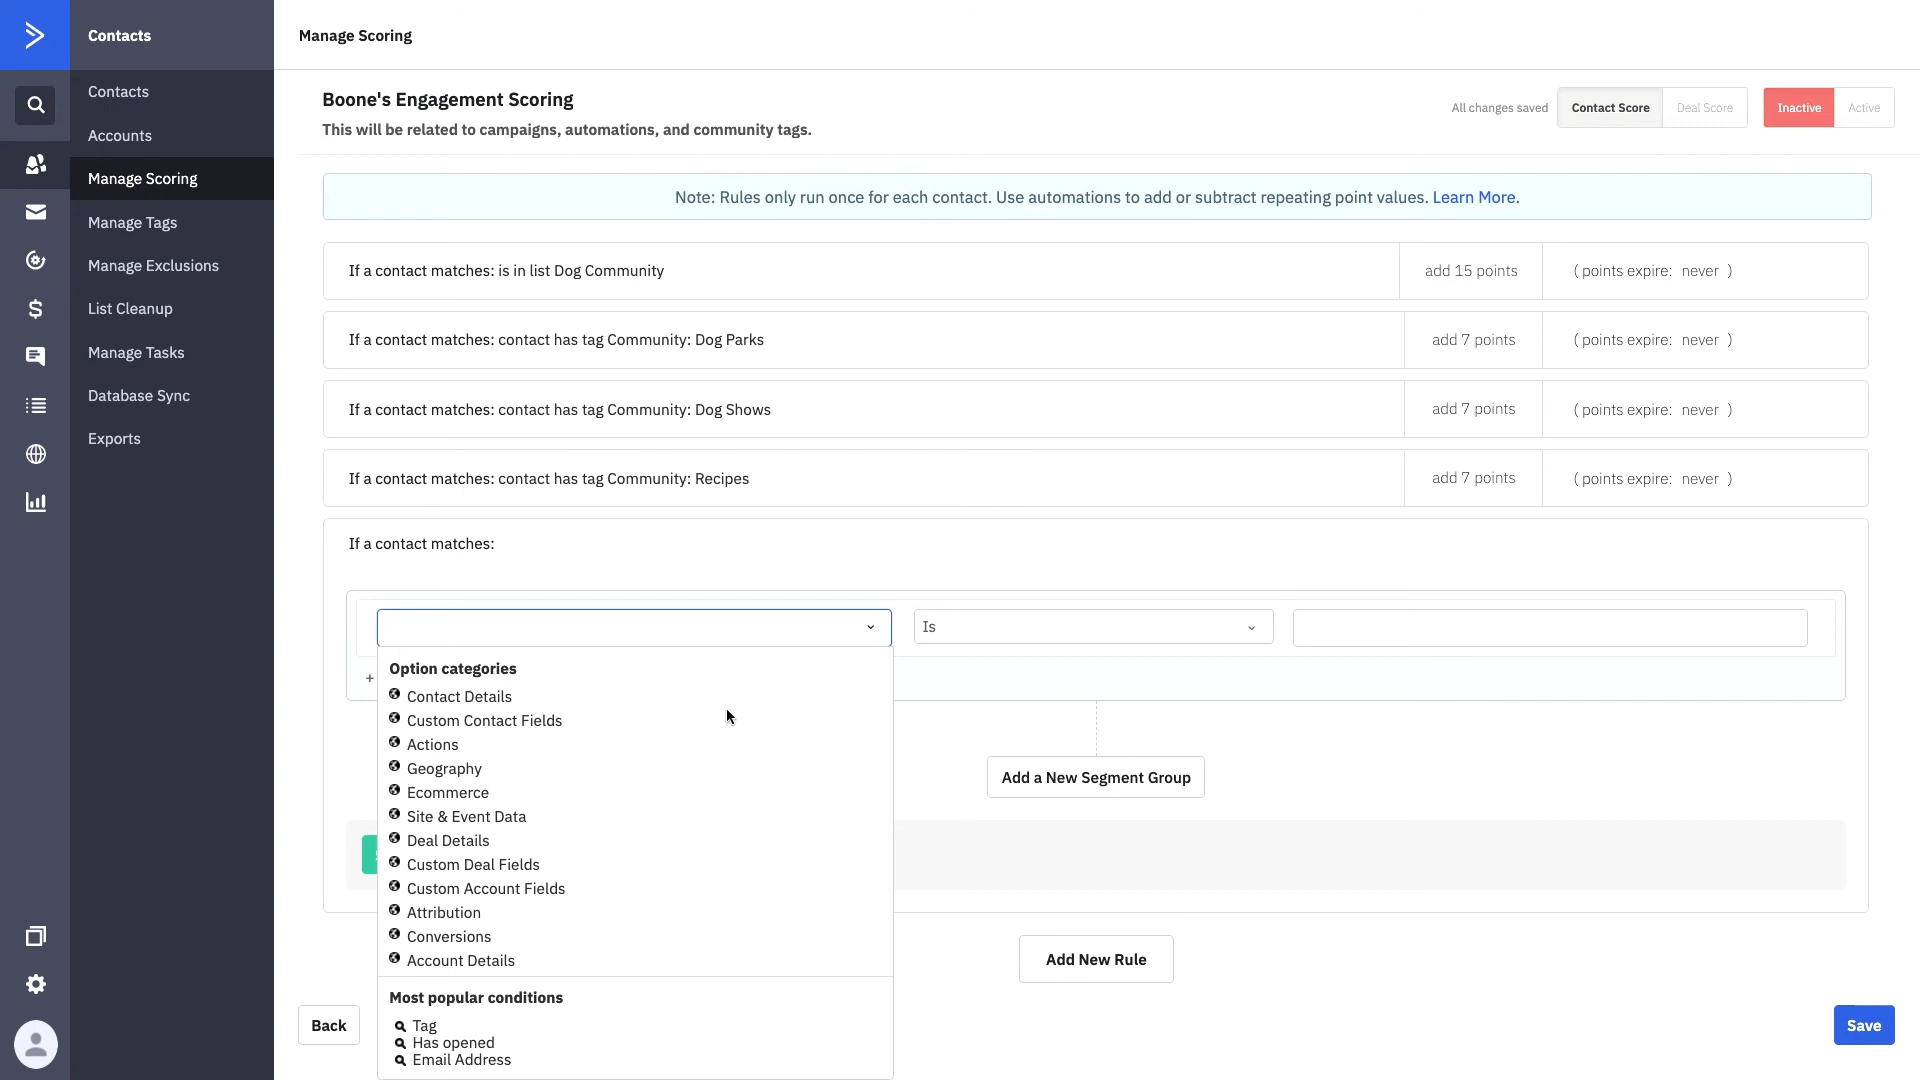 Contacts
Manage Scoring
Contacts
Accounts
Manage Scoring
Manage Tags
Manage Exclusions
List Cleanup
Manage Tasks
Database Sync
Exports
Boone's Engagement Scoring
This will be related to campaigns, automations, and community tags.
All changes saved
Contact Score
Deal Score
Inactive
Active
Note: Rules only run once for each contact. Use automations to add or subtract repeating point values. Learn More.
If a contact matches: is in list Dog Community
add 15 points
( points expire: never )
If a contact matches: contact has tag Community: Dog Parks
add 7 points
( points expire: never )
If a contact matches: contact has tag Community: Dog Shows
add 7 points
( points expire: never )
If a contact matches: contact has tag Community: Recipes
add 7 points
( points expire: never )
If a contact matches:
Is
+
Option categories
Contact Details
Custom Contact Fields
Actions
Geography
Ecommerce
Site & Event Data
Deal Details
Custom Deal Fields
Custom Account Fields
Attribution
Conversions
Account Details
Most popular conditions
Tag
Has opened
Email Address
Add a New Segment Group
Add New Rule
Back
Save